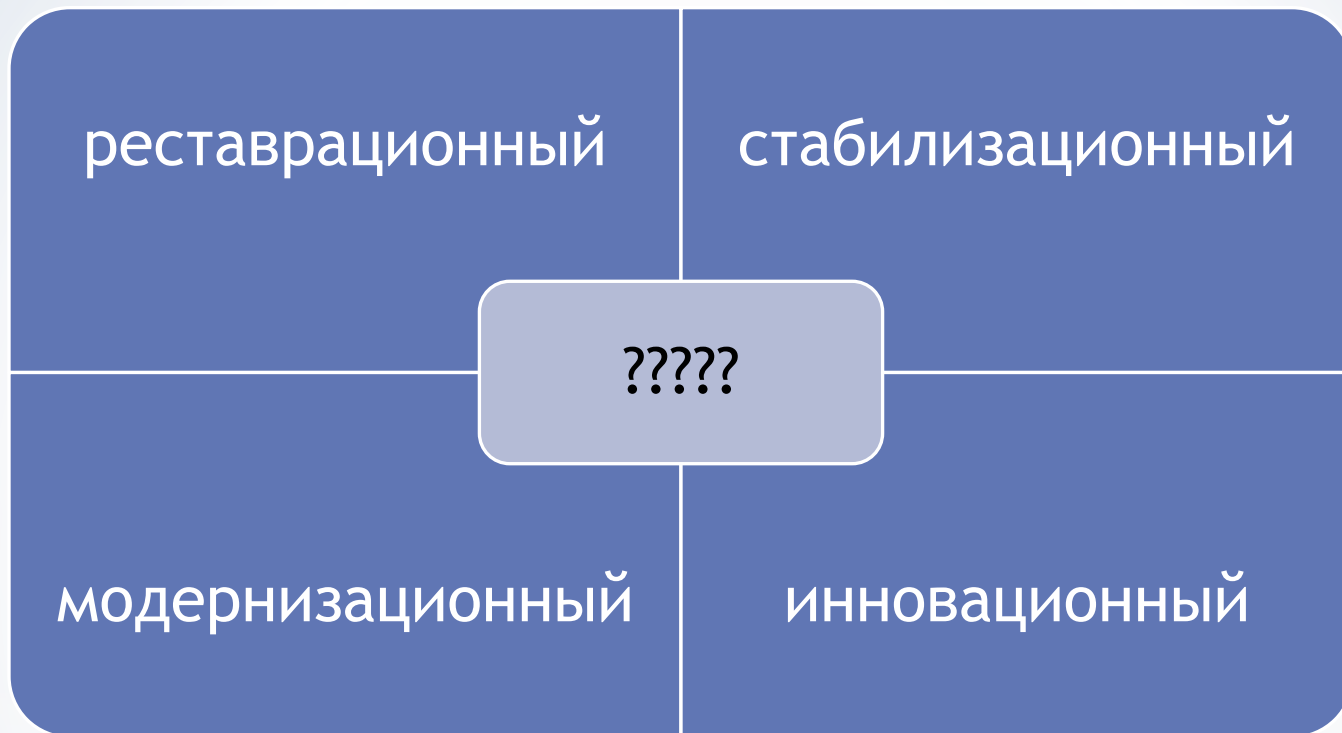 реставрационный
стабилизационный
?????
модернизационный
инновационный